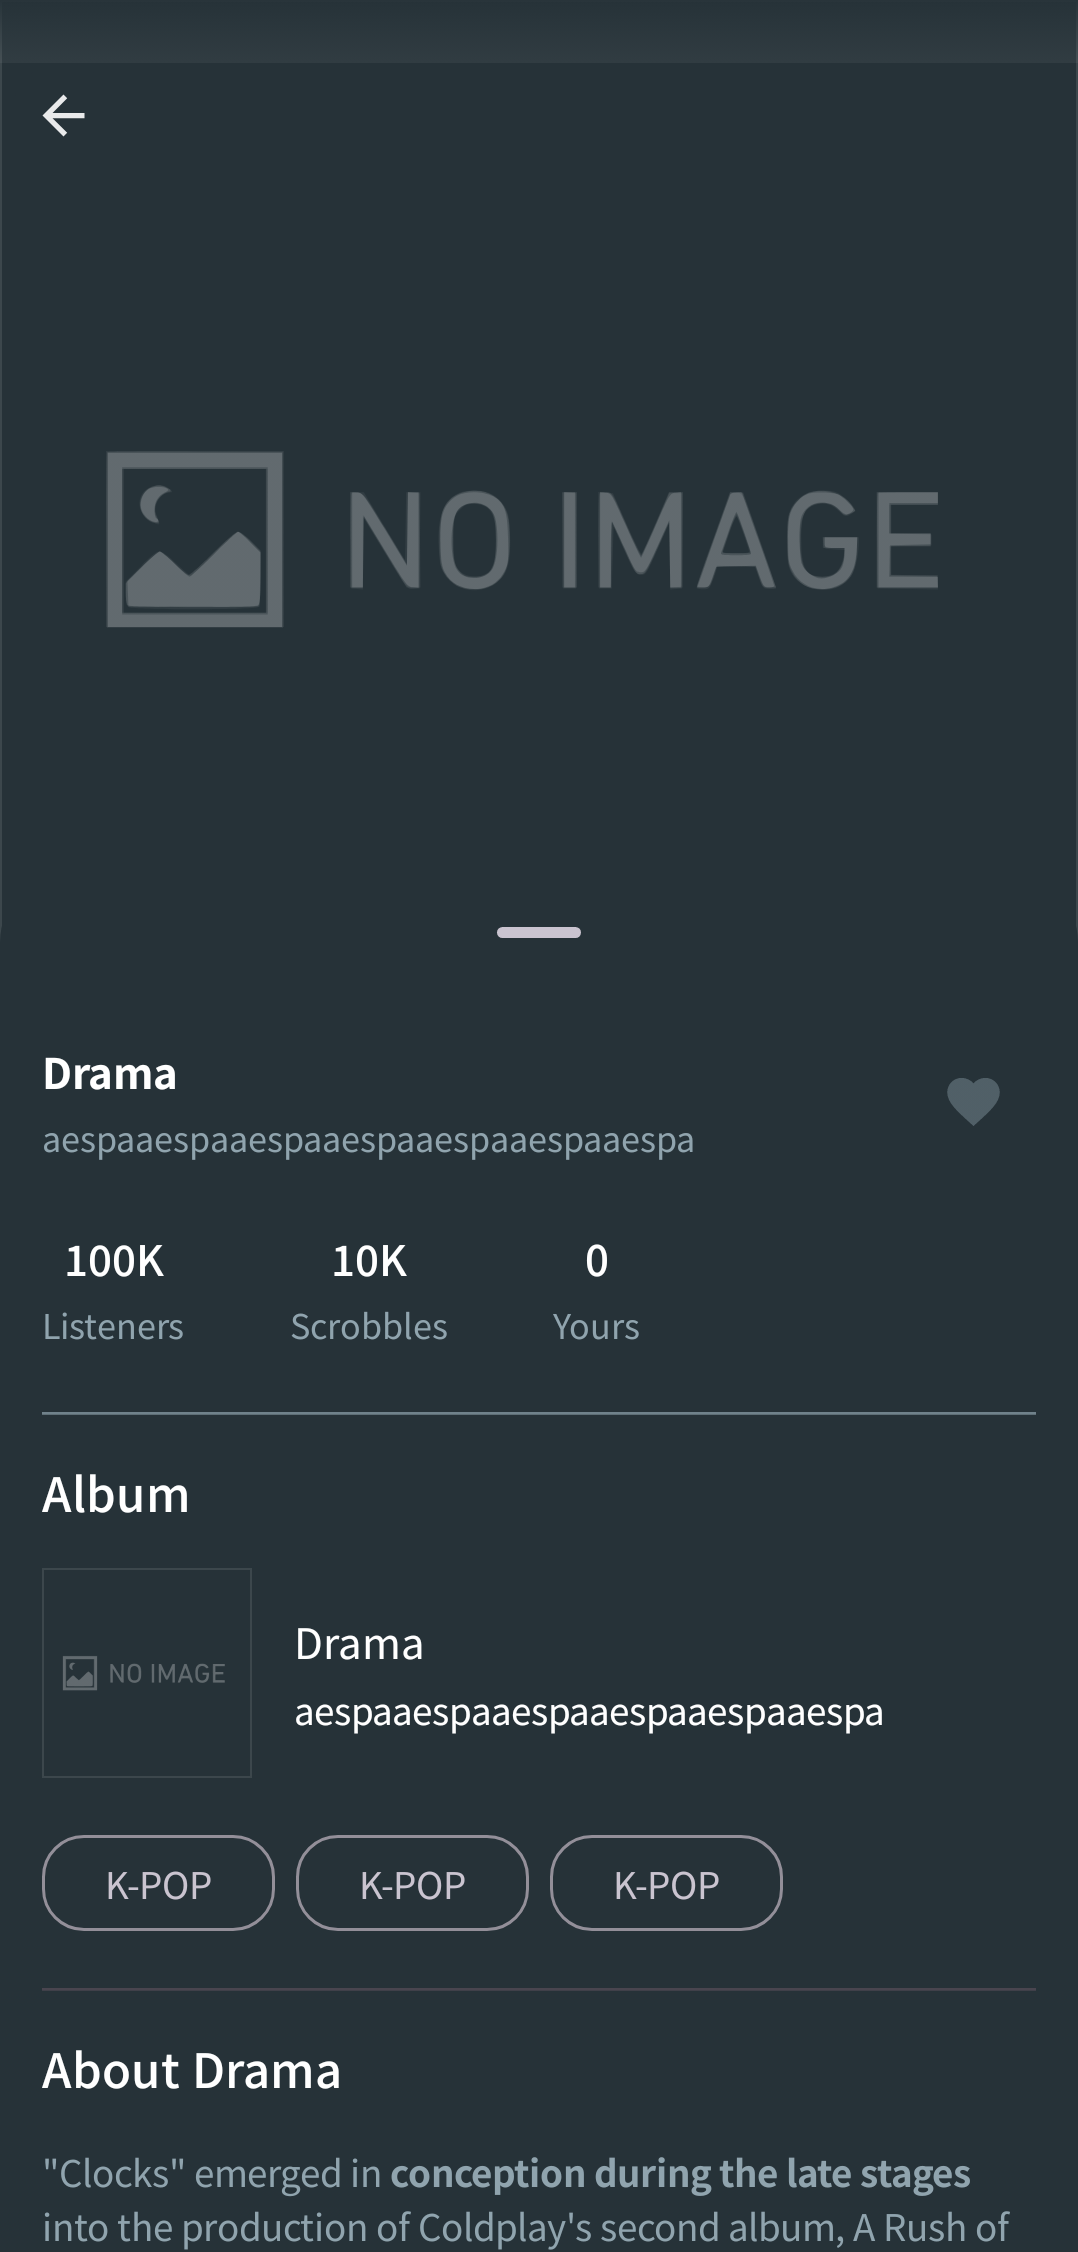 NO IMAGE
Drama
aespaaespaaespaaespaaespaaespaaespa
100K 10K 0
Listeners Scrobbles Yours
Album
NO IMAGE
Drama
aespaaespaaespaaespaaespaaespa
K-POP K-POP K-POP
About Drama
"Clocks" emerged in conception during the late stages
into the production of Coldplay's second album, A Rush of